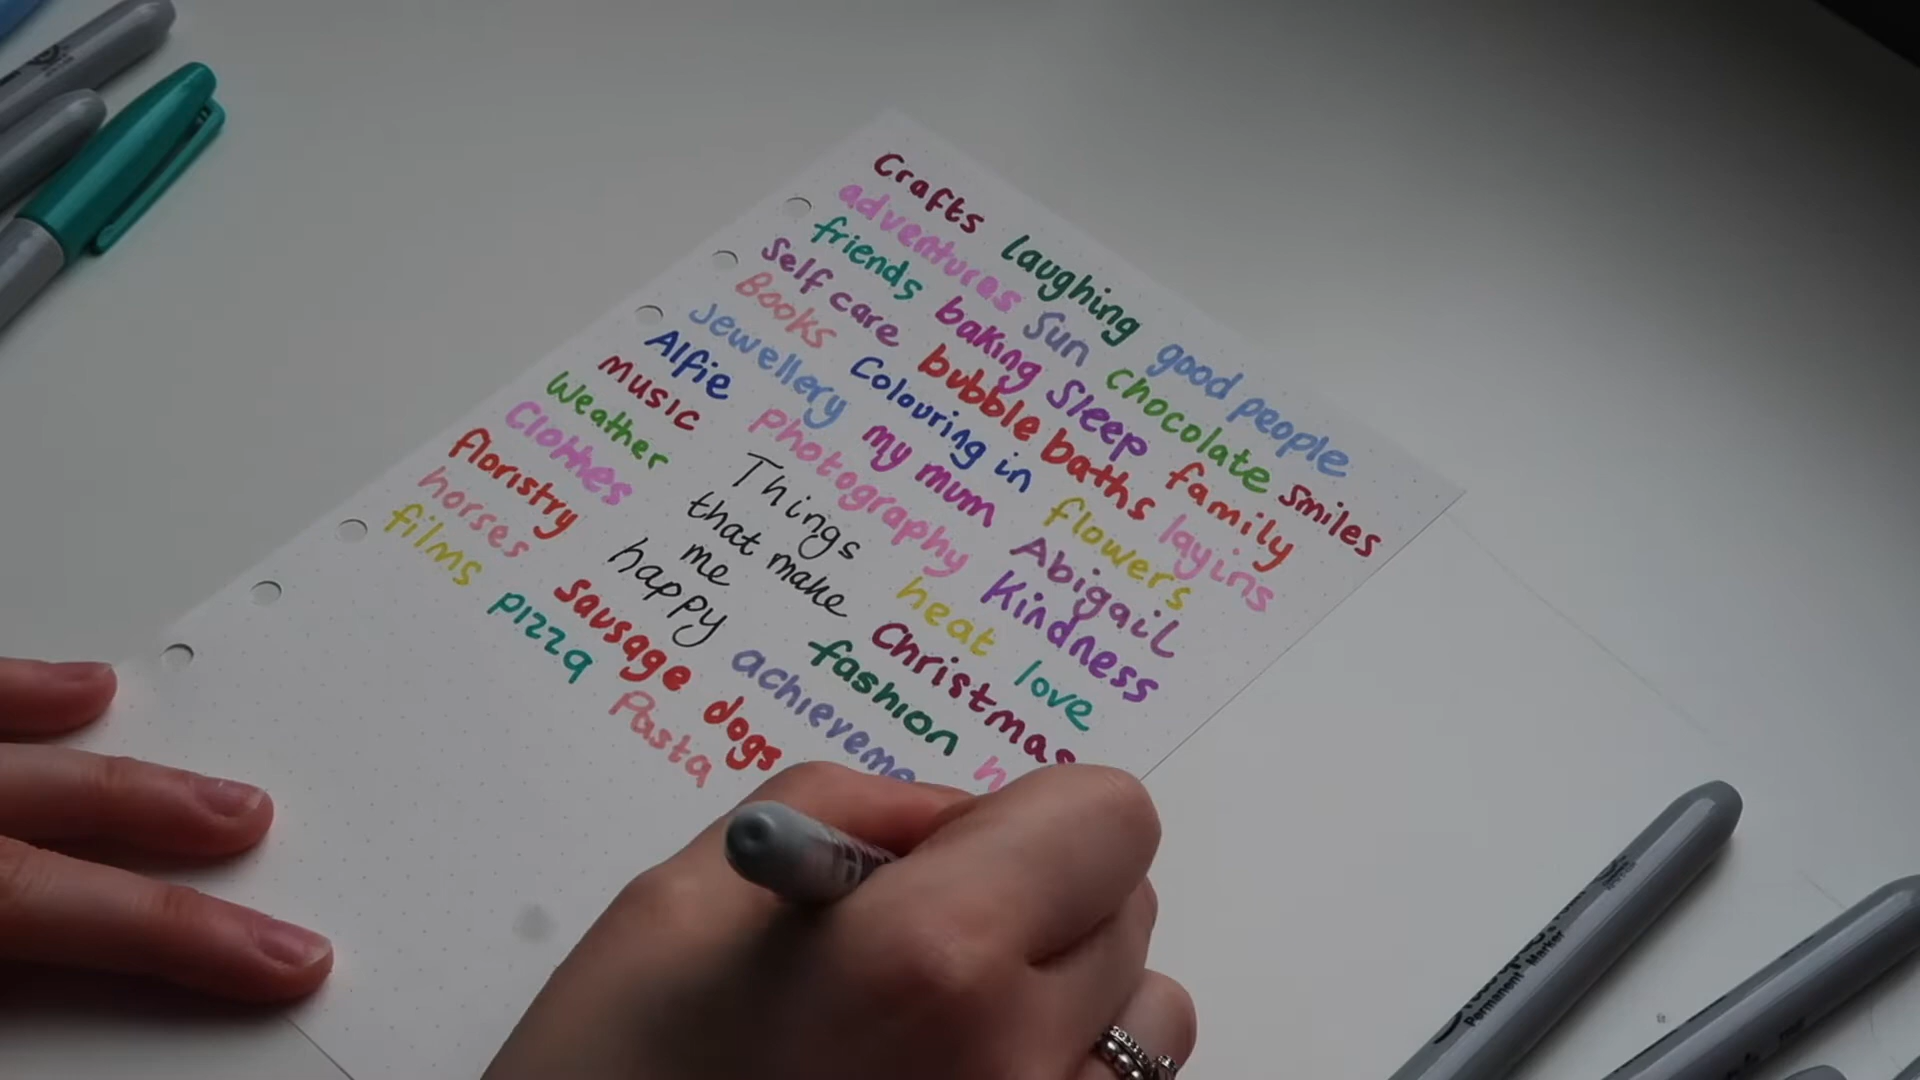 Crafts laughing good people
adventures Sun chocolate smiles
friends baking Sleep family
Self care bubble baths layins
Books Colouring in flowers
Jewellery my mum Abigail
Alfie photography Kindness
music Things heat love
Weather that make Christmas
Clothes me fashion
floristry happy achieveme
horses sausage dogs
films pizza Pasta
Permanent Marker